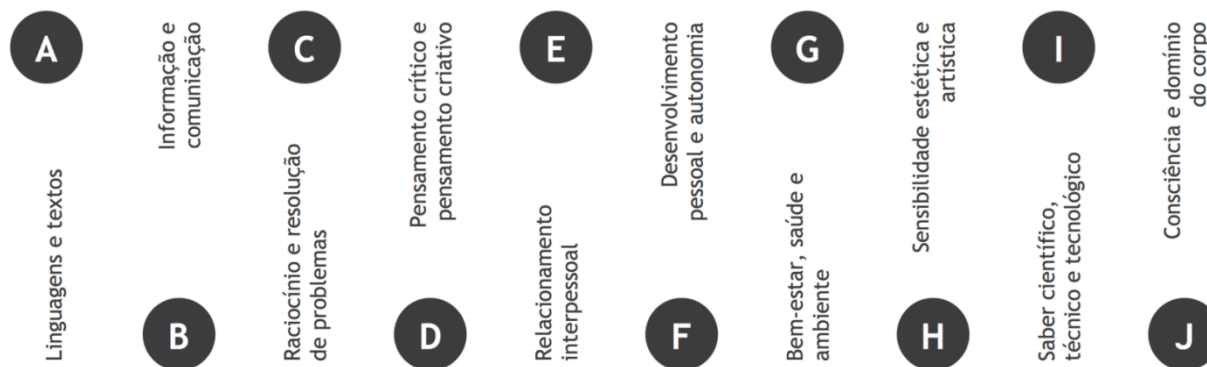 A
Linguagens e textos
Informação e
comunicação
B
C
Raciocínio e resolução
de problemas
Pensamento crítico e
pensamento criativo
D
E
Relacionamento
interpessoal
Desenvolvimento
pessoal e autonomia
F
G
Bem-estar, saúde e
ambiente
Sensibilidade estética e
artística
H
I
Saber científico,
técnico e tecnológico
Consciência e domínio
do corpo
J